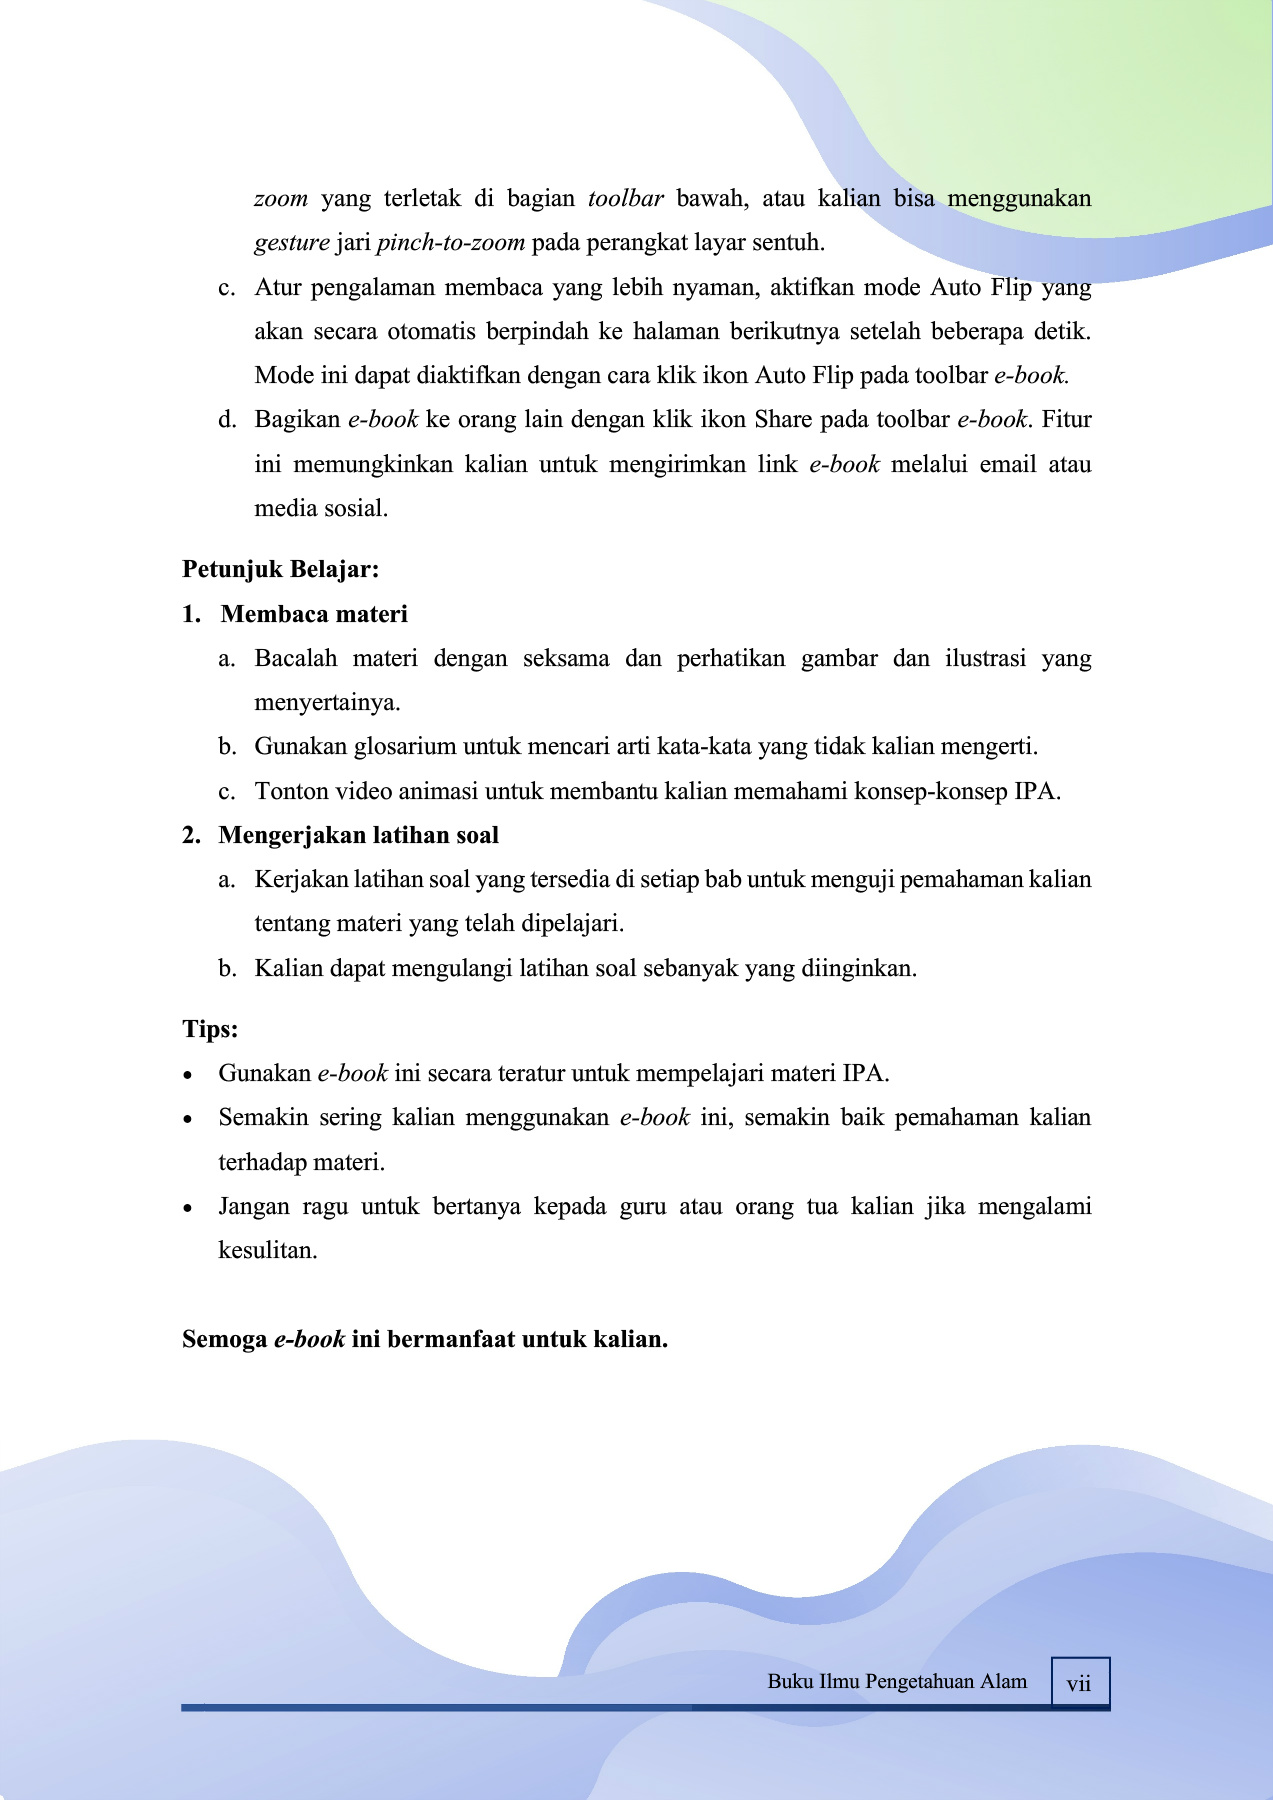 zoom yang terletak di bagian toolbar bawah, atau kalian bisa menggunakan
gesture jari pinch-to-zoom pada perangkat layar sentuh.
c. Atur pengalaman membaca yang lebih nyaman, aktifkan mode Auto Flip yang
akan secara otomatis berpindah ke halaman berikutnya setelah beberapa detik.
Mode ini dapat diaktifkan dengan cara klik ikon Auto Flip pada toolbar e-book.
d. Bagikan e-book ke orang lain dengan klik ikon Share pada toolbar e-book. Fitur
ini memungkinkan kalian untuk mengirimkan link e-book melalui email atau
media sosial.
Petunjuk Belajar:
1. Membaca materi
a. Bacalah materi dengan seksama dan perhatikan gambar dan ilustrasi yang
menyertainya.
b. Gunakan glosarium untuk mencari arti kata-kata yang tidak kalian mengerti.
c. Tonton video animasi untuk membantu kalian memahami konsep-konsep IPA.
2. Mengerjakan latihan soal
a. Kerjakan latihan soal yang tersedia di setiap bab untuk menguji pemahaman kalian
tentang materi yang telah dipelajari.
b. Kalian dapat mengulangi latihan soal sebanyak yang diinginkan.
Tips:
• Gunakan e-book ini secara teratur untuk mempelajari materi IPA.
• Semakin sering kalian menggunakan e-book ini, semakin baik pemahaman kalian
terhadap materi.
• Jangan ragu untuk bertanya kepada guru atau orang tua kalian jika mengalami
kesulitan.
Semoga e-book ini bermanfaat untuk kalian.
Buku Ilmu Pengetahuan Alam vii